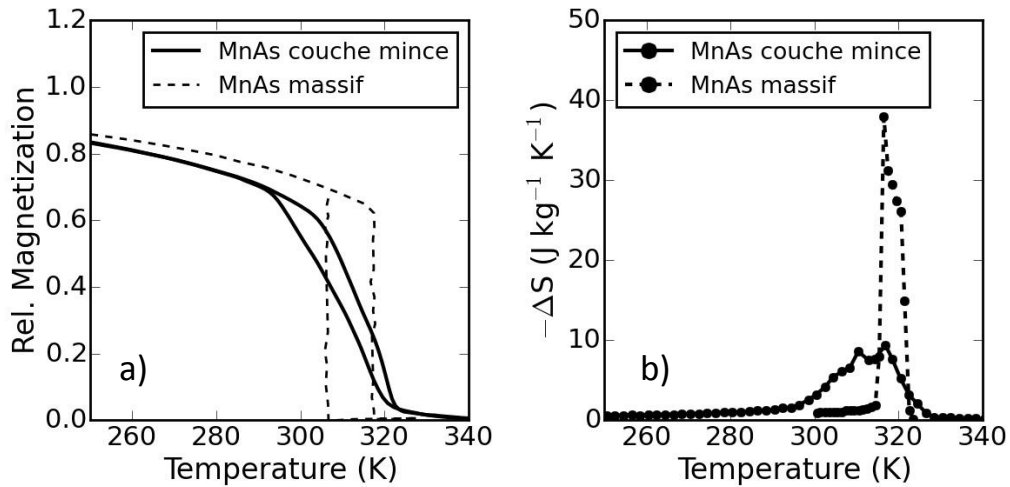 1.2
1.0
0.8
0.6
0.4
0.2
0.0
Rel. Magnetization
MnAs couche mince
MnAs massif
a)
260 280 300 320 340
Temperature (K)
50
40
30
20
10
0
−ΔS (J kg⁻¹ K⁻¹)
MnAs couche mince
MnAs massif
b)
260 280 300 320 340
Temperature (K)